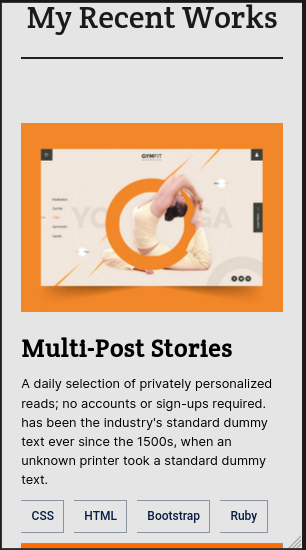 My Recent Works
GYMFIT
YOGA
Multi-Post Stories
A daily selection of privately personalized
reads; no accounts or sign-ups required.
has been the industry's standard dummy
text ever since the 1500s, when an
unknown printer took a standard dummy
text.
CSS
HTML
Bootstrap
Ruby